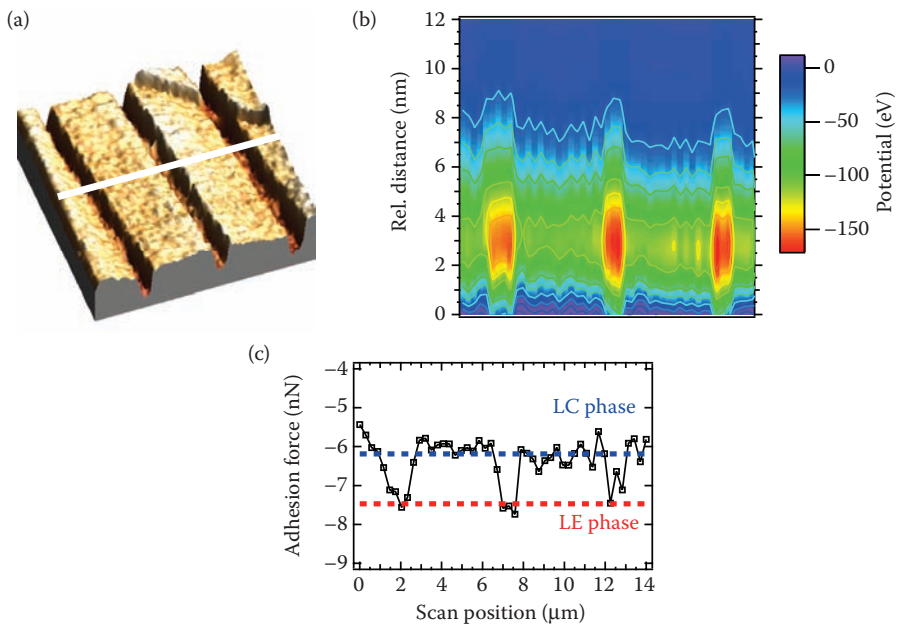 (a)
(b)
12
10
8
6
4
2
0
Rel. distance (nm)
0
−50
−100
−150
Potential (eV)
(c)
−4
−5
−6
−7
−8
−9
Adhesion force (nN)
LC phase
LE phase
0 2 4 6 8 10 12 14
Scan position (μm)